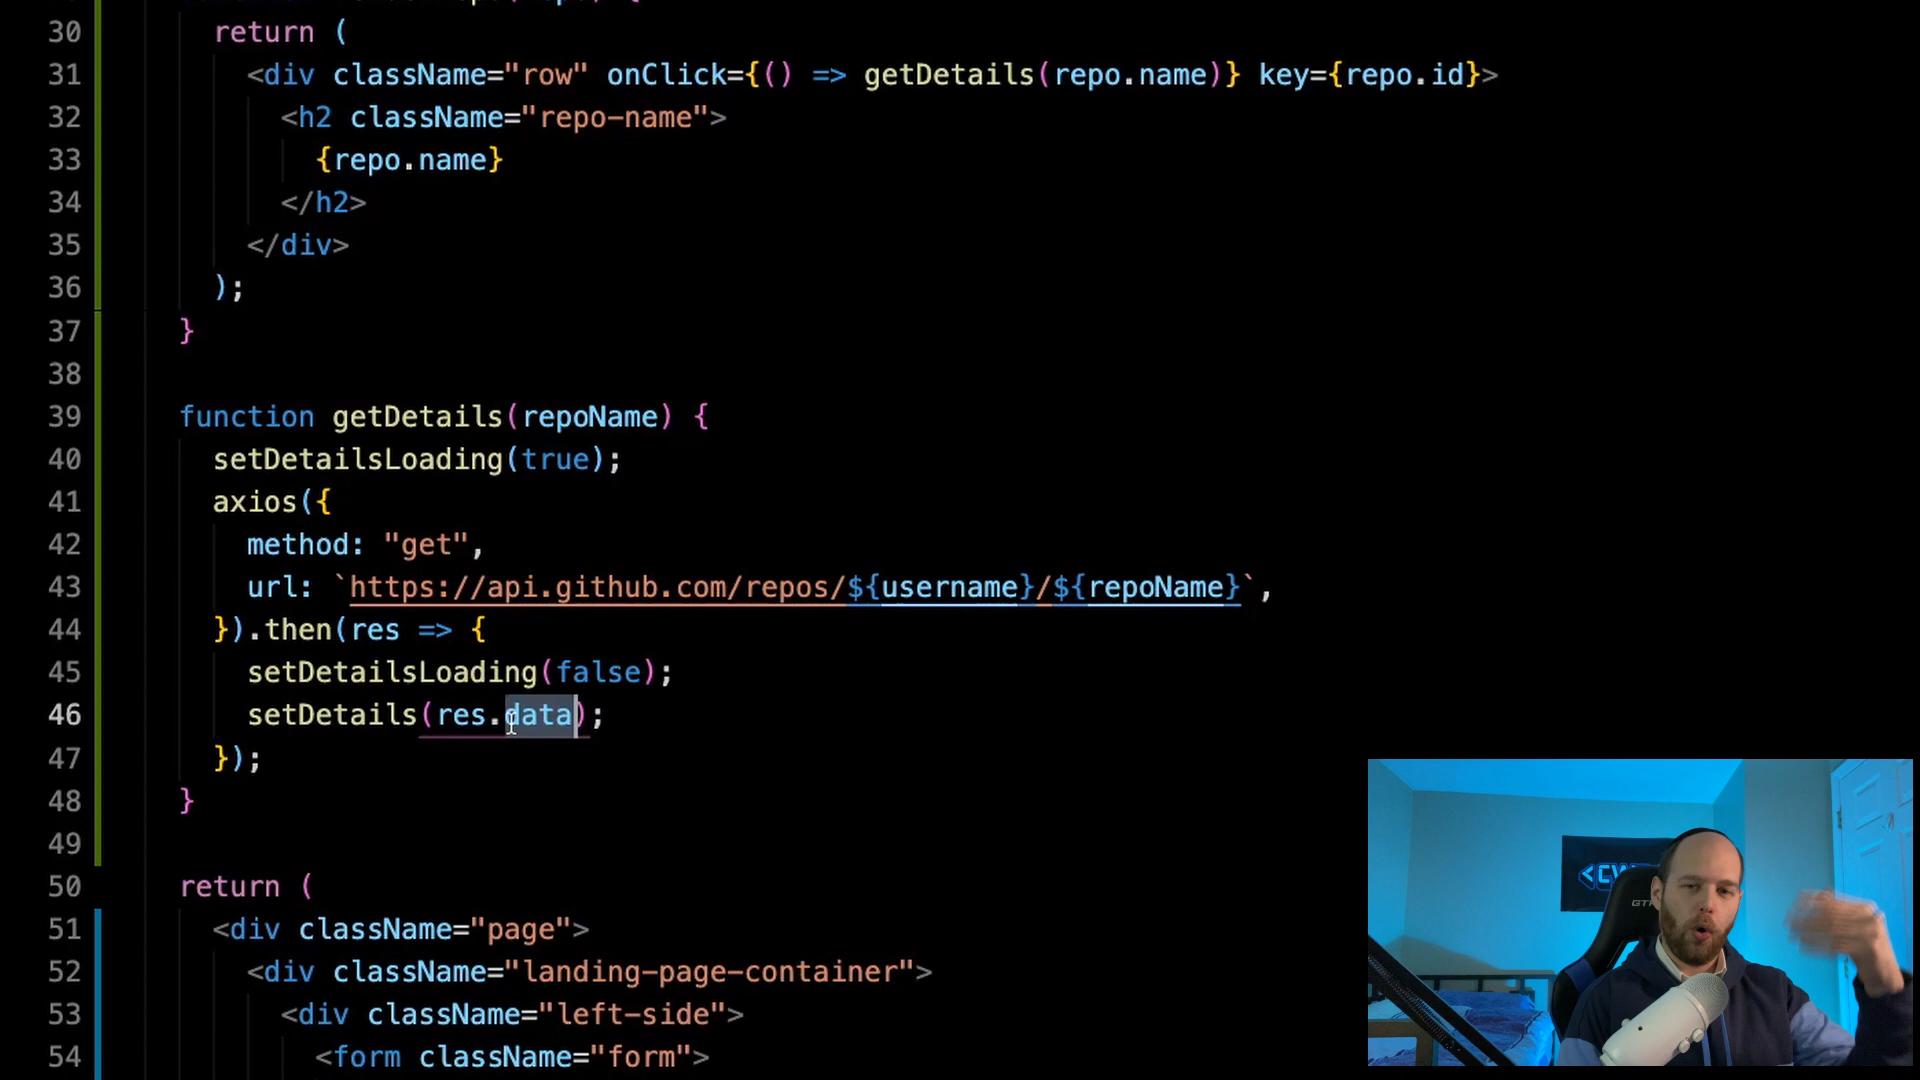 30 return (
31 <div className="row" onClick={() => getDetails(repo.name)} key={repo.id}>
32 <h2 className="repo-name">
33 {repo.name}
34 </h2>
35 </div>
36 );
37 }
38
39 function getDetails(repoName) {
40 setDetailsLoading(true);
41 axios({
42 method: "get",
43 url: `https://api.github.com/repos/${username}/${repoName}`,
44 }).then(res => {
45 setDetailsLoading(false);
46 setDetails(res.data);
47 });
48 }
49
50 return (
51 <div className="page">
52 <div className="landing-page-container">
53 <div className="left-side">
54 <form className="form">